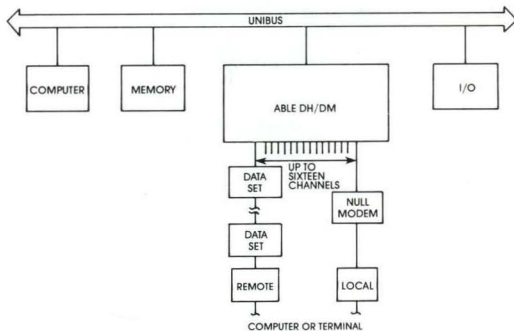 UNIBUS
COMPUTER
MEMORY
ABLE DH/DM
I/O
UP TO
SIXTEEN
CHANNELS
DATA
SET
NULL
MODEM
DATA
SET
REMOTE
LOCAL
COMPUTER OR TERMINAL